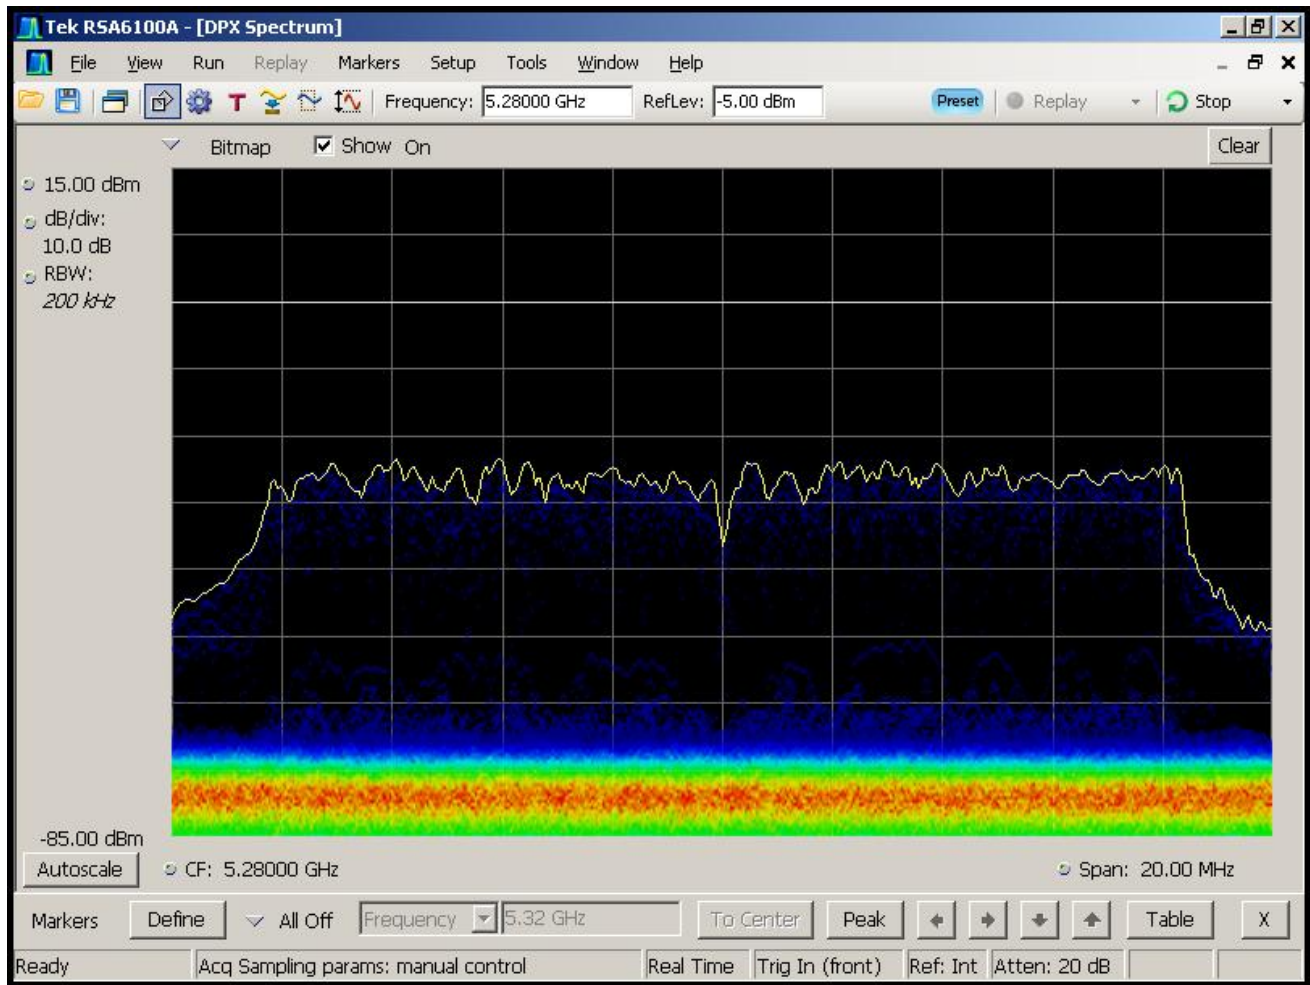 Tek RSA6100A - [DPX Spectrum]
File View Run Replay Markers Setup Tools Window Help
T Frequency: 5.28000 GHz RefLev: -5.00 dBm Preset Replay Stop
Bitmap Show On Clear
15.00 dBm
dB/div:
10.0 dB
RBW:
200 kHz
-85.00 dBm
Autoscale CF: 5.28000 GHz Span: 20.00 MHz
Markers Define All Off Frequency 5.32 GHz To Center Peak Table X
Ready Acq Sampling params: manual control Real Time Trig In (front) Ref: Int Atten: 20 dB